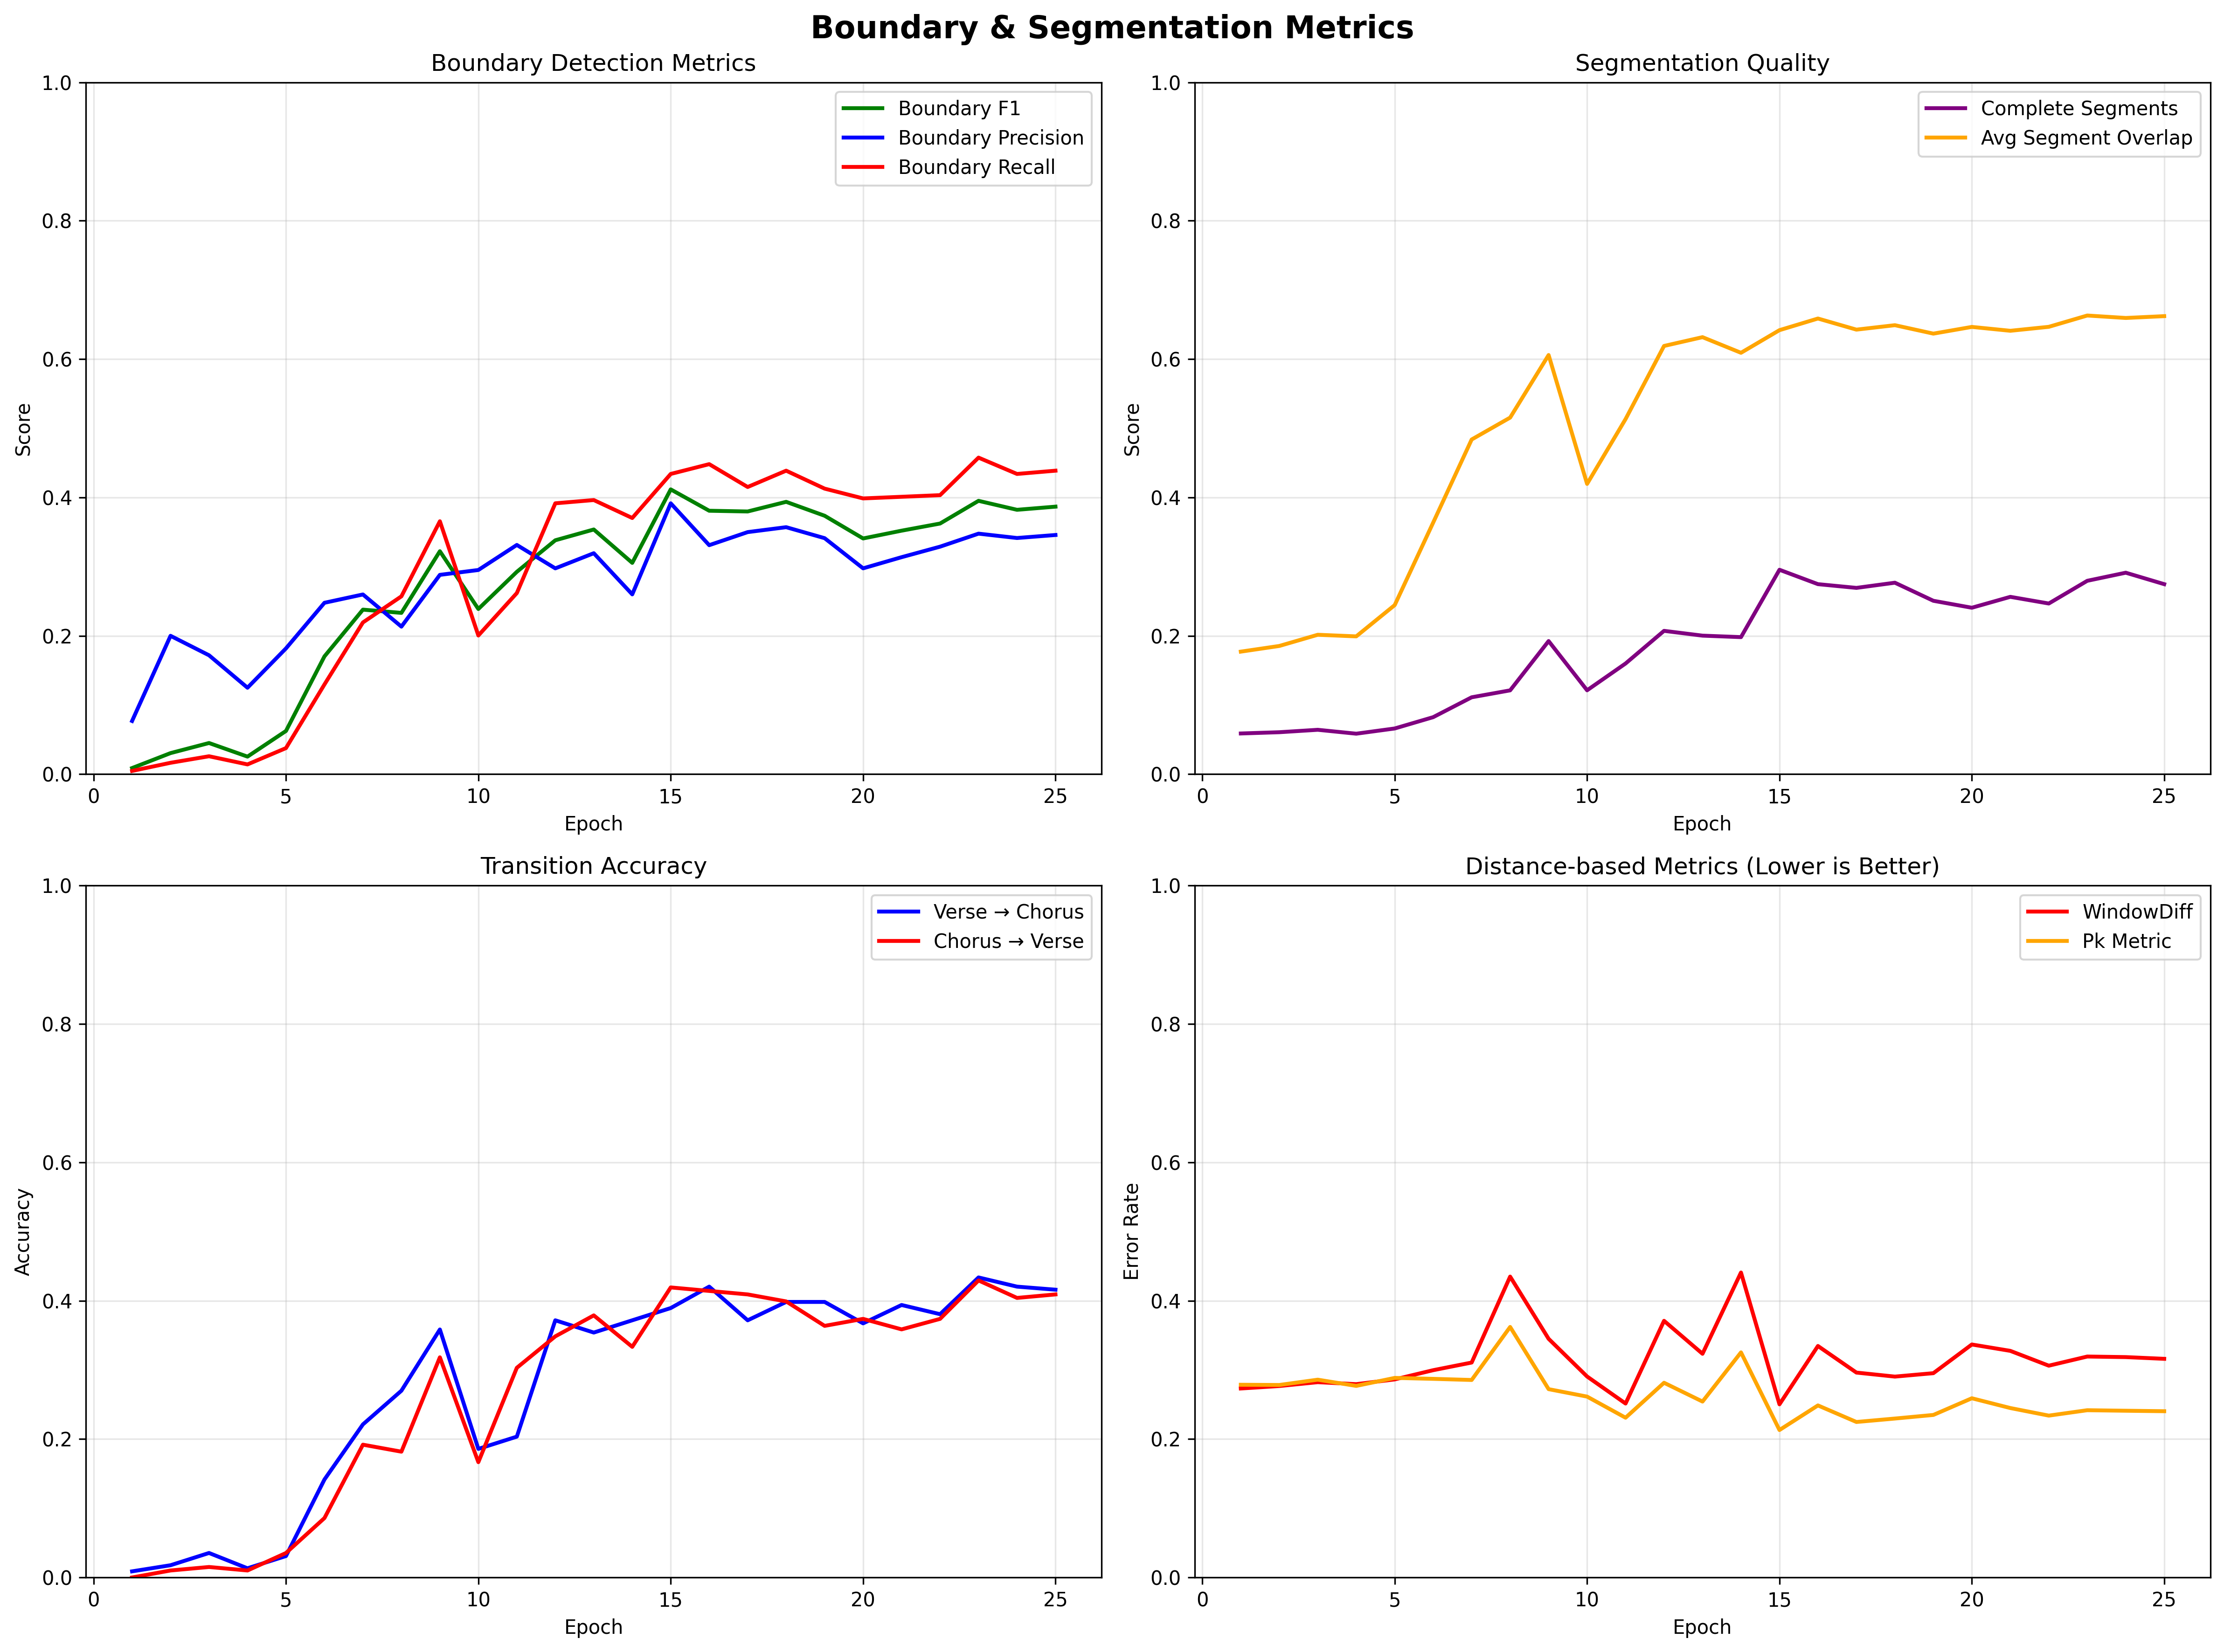 Boundary & Segmentation Metrics
Boundary Detection Metrics
Score
1.0
0.8
0.6
0.4
0.2
0.0
Boundary F1
Boundary Precision
Boundary Recall
0 5 10 15 20 25
Epoch
Segmentation Quality
Score
1.0
0.8
0.6
0.4
0.2
0.0
Complete Segments
Avg Segment Overlap
0 5 10 15 20 25
Epoch
Transition Accuracy
Accuracy
1.0
0.8
0.6
0.4
0.2
0.0
Verse → Chorus
Chorus → Verse
0 5 10 15 20 25
Epoch
Distance-based Metrics (Lower is Better)
Error Rate
1.0
0.8
0.6
0.4
0.2
0.0
WindowDiff
Pk Metric
0 5 10 15 20 25
Epoch